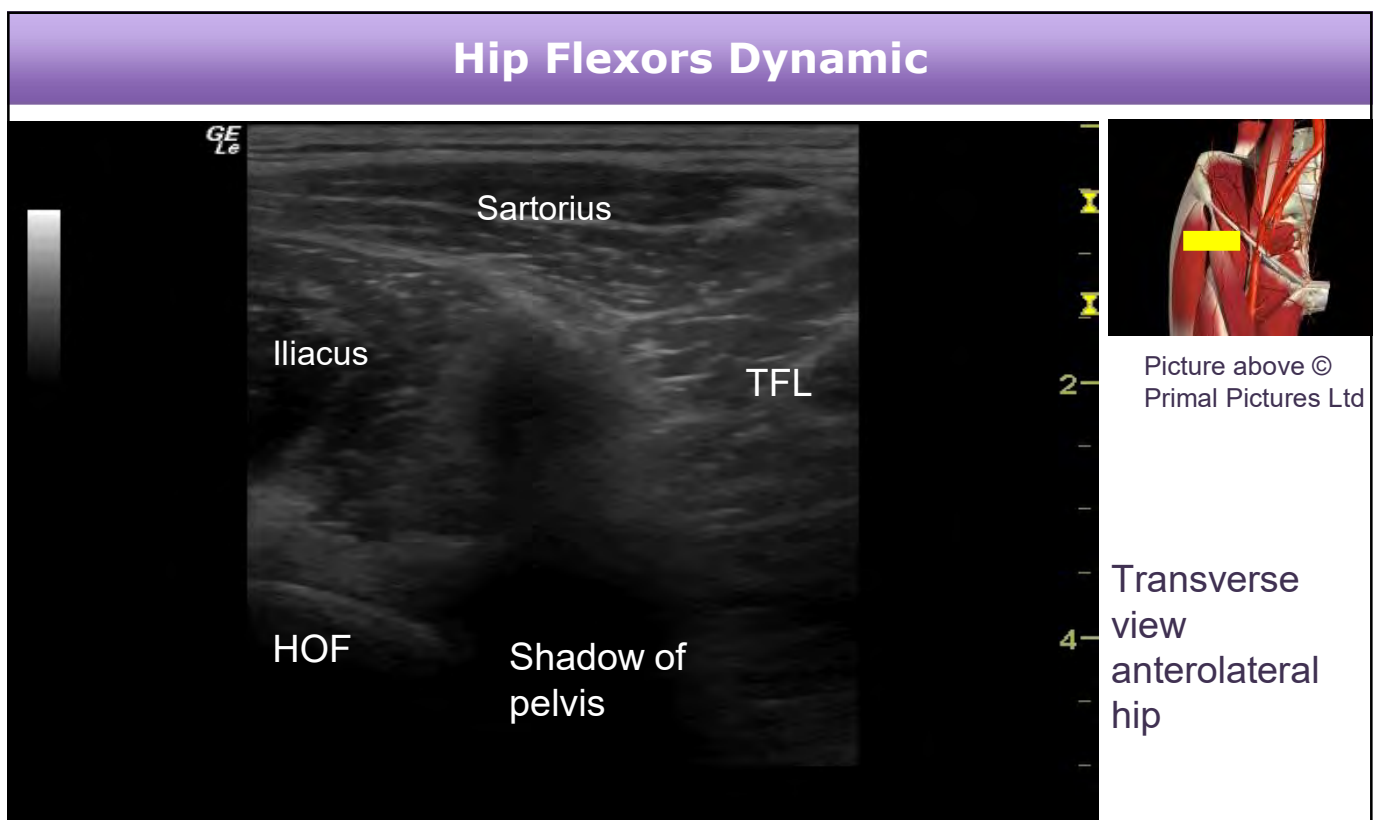 Hip Flexors Dynamic
GE
Le
Sartorius
Iliacus
TFL
2
HOF
Shadow of
pelvis
4
Picture above ©
Primal Pictures Ltd
Transverse
view
anterolateral
hip